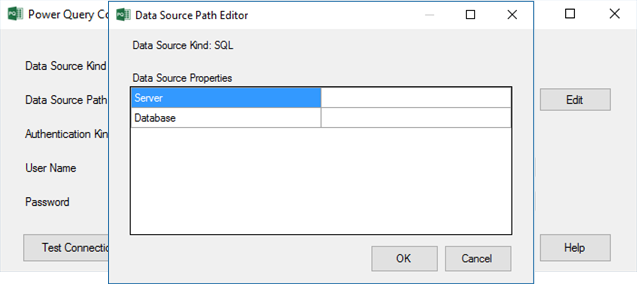 Power Query Co
Data Source Path Editor
Data Source Kind: SQL
Data Source Kind
Data Source Properties
Server
Database
Data Source Path
Edit
Authentication Kin
User Name
Password
Test Connectio
OK
Cancel
Help